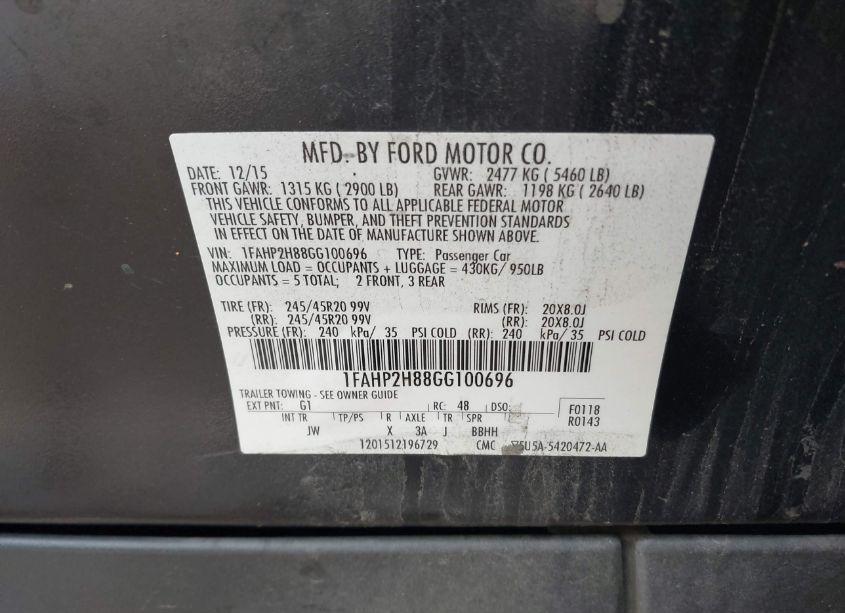 MFD. BY FORD MOTOR CO.
DATE: 12/15 GVWR: 2477 KG ( 5460 LB)
FRONT GAWR: 1315 KG ( 2900 LB) REAR GAWR: 1198 KG ( 2640 LB)
THIS VEHICLE CONFORMS TO ALL APPLICABLE FEDERAL MOTOR
VEHICLE SAFETY, BUMPER, AND THEFT PREVENTION STANDARDS
IN EFFECT ON THE DATE OF MANUFACTURE SHOWN ABOVE.
VIN: 1FAHP2H88GG100696 TYPE: Passenger Car
MAXIMUM LOAD = OCCUPANTS + LUGGAGE = 430KG/ 950LB
OCCUPANTS = 5 TOTAL; 2 FRONT, 3 REAR
TIRE (FR): 245/45R20 99V RIMS (FR): 20X8.0J
(RR): 245/45R20 99V (RR): 20X8.0J
PRESSURE (FR): 240 kPa/ 35 PSI COLD (RR): 240 kPa/ 35 PSI COLD
1FAHP2H88GG100696
TRAILER TOWING - SEE OWNER GUIDE
EXT PNT: G1 RC: 48 DSO: F0118
INT TR TP/PS R AXLE TR SPR R0143
JW X 3A J BBHH
1201512196729 CMC 5U5A-5420472-AA